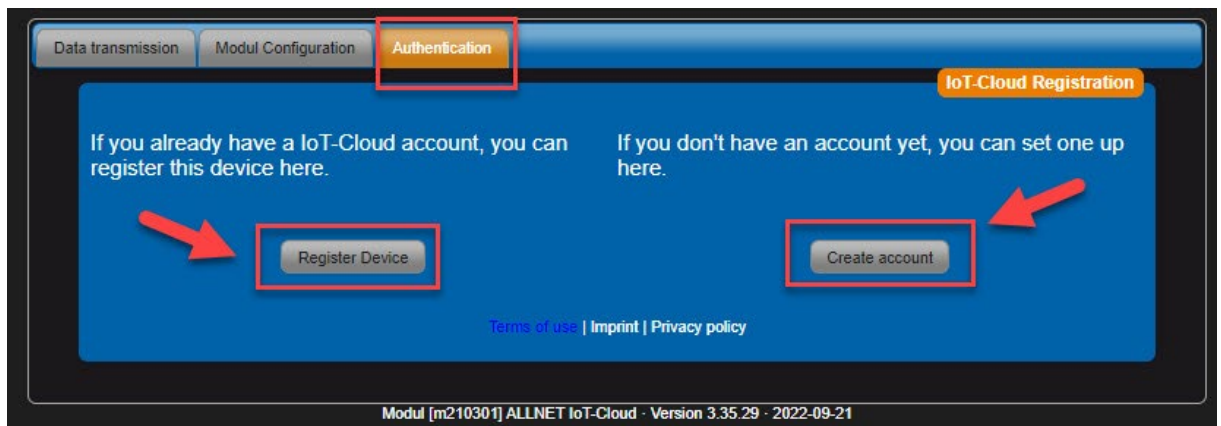 Data transmission Modul Configuration Authentication
IoT-Cloud Registration
If you already have a IoT-Cloud account, you can
register this device here.
If you don't have an account yet, you can set one up
here.
Register Device
Create account
Terms of use | Imprint | Privacy policy
Modul [m210301] ALLNET IoT-Cloud · Version 3.35.29 · 2022-09-21